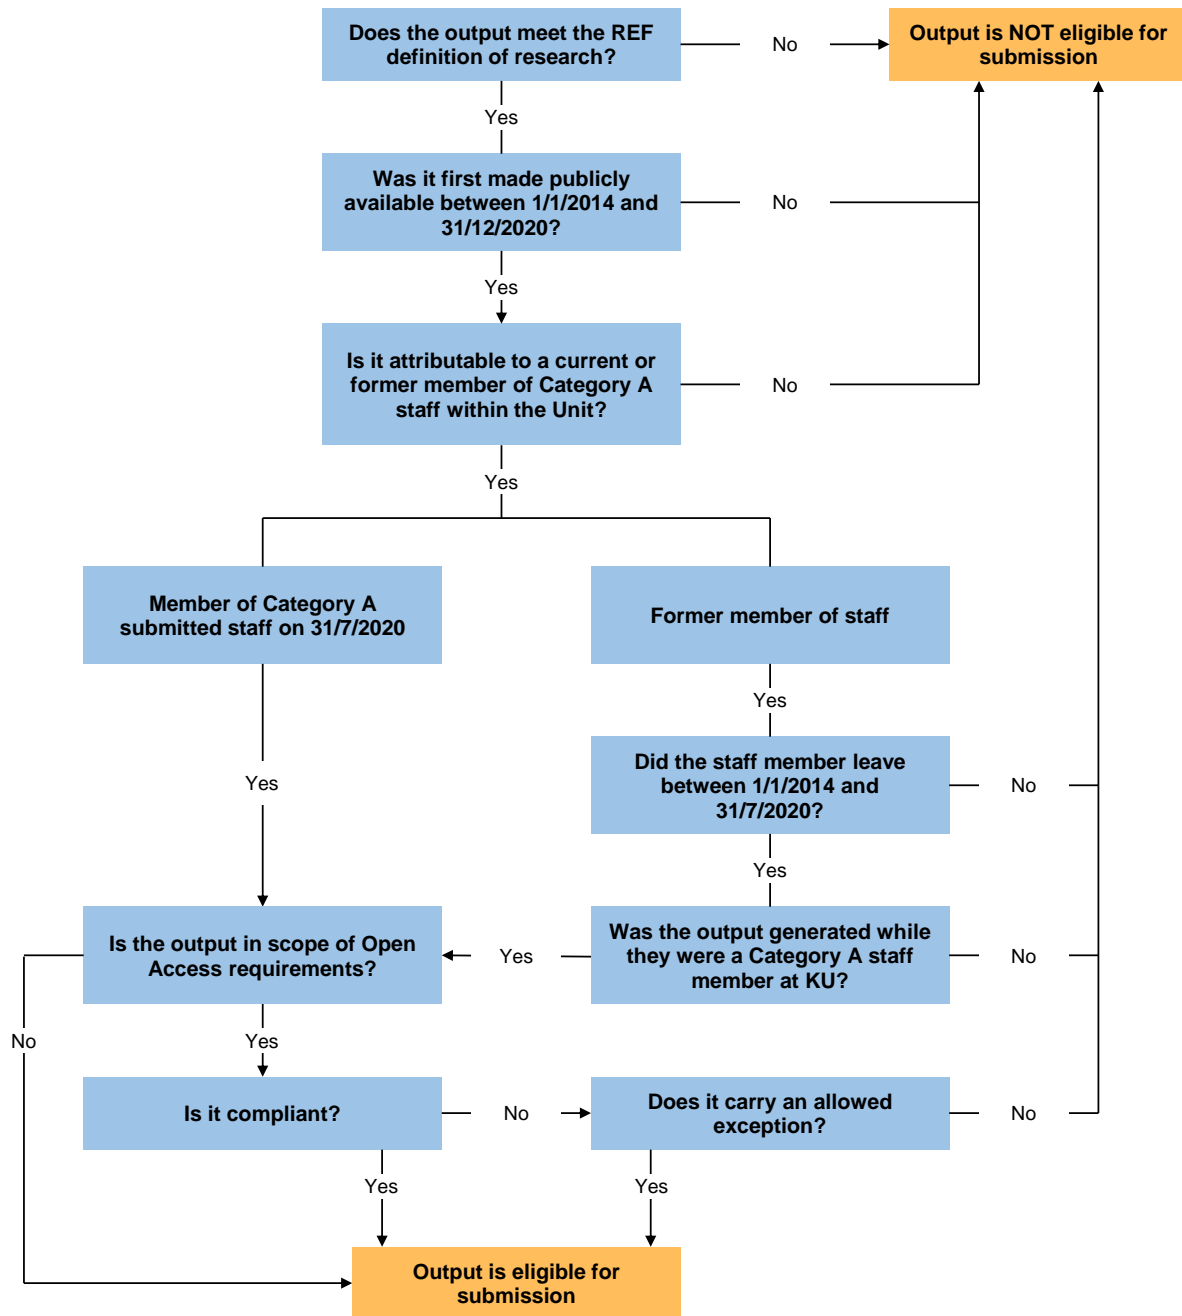 Does the output meet the REF
definition of research?
No
Output is NOT eligible for
submission
Yes
Was it first made publicly
available between 1/1/2014 and
31/12/2020?
No
Yes
Is it attributable to a current or
former member of Category A
staff within the Unit?
No
Yes
Member of Category A
submitted staff on 31/7/2020
Former member of staff
Yes
Yes
Did the staff member leave
between 1/1/2014 and
31/7/2020?
No
Yes
Is the output in scope of Open
Access requirements?
Yes
Was the output generated while
they were a Category A staff
member at KU?
No
No
Yes
Is it compliant?
No
Does it carry an allowed
exception?
No
Yes
Yes
Output is eligible for
submission